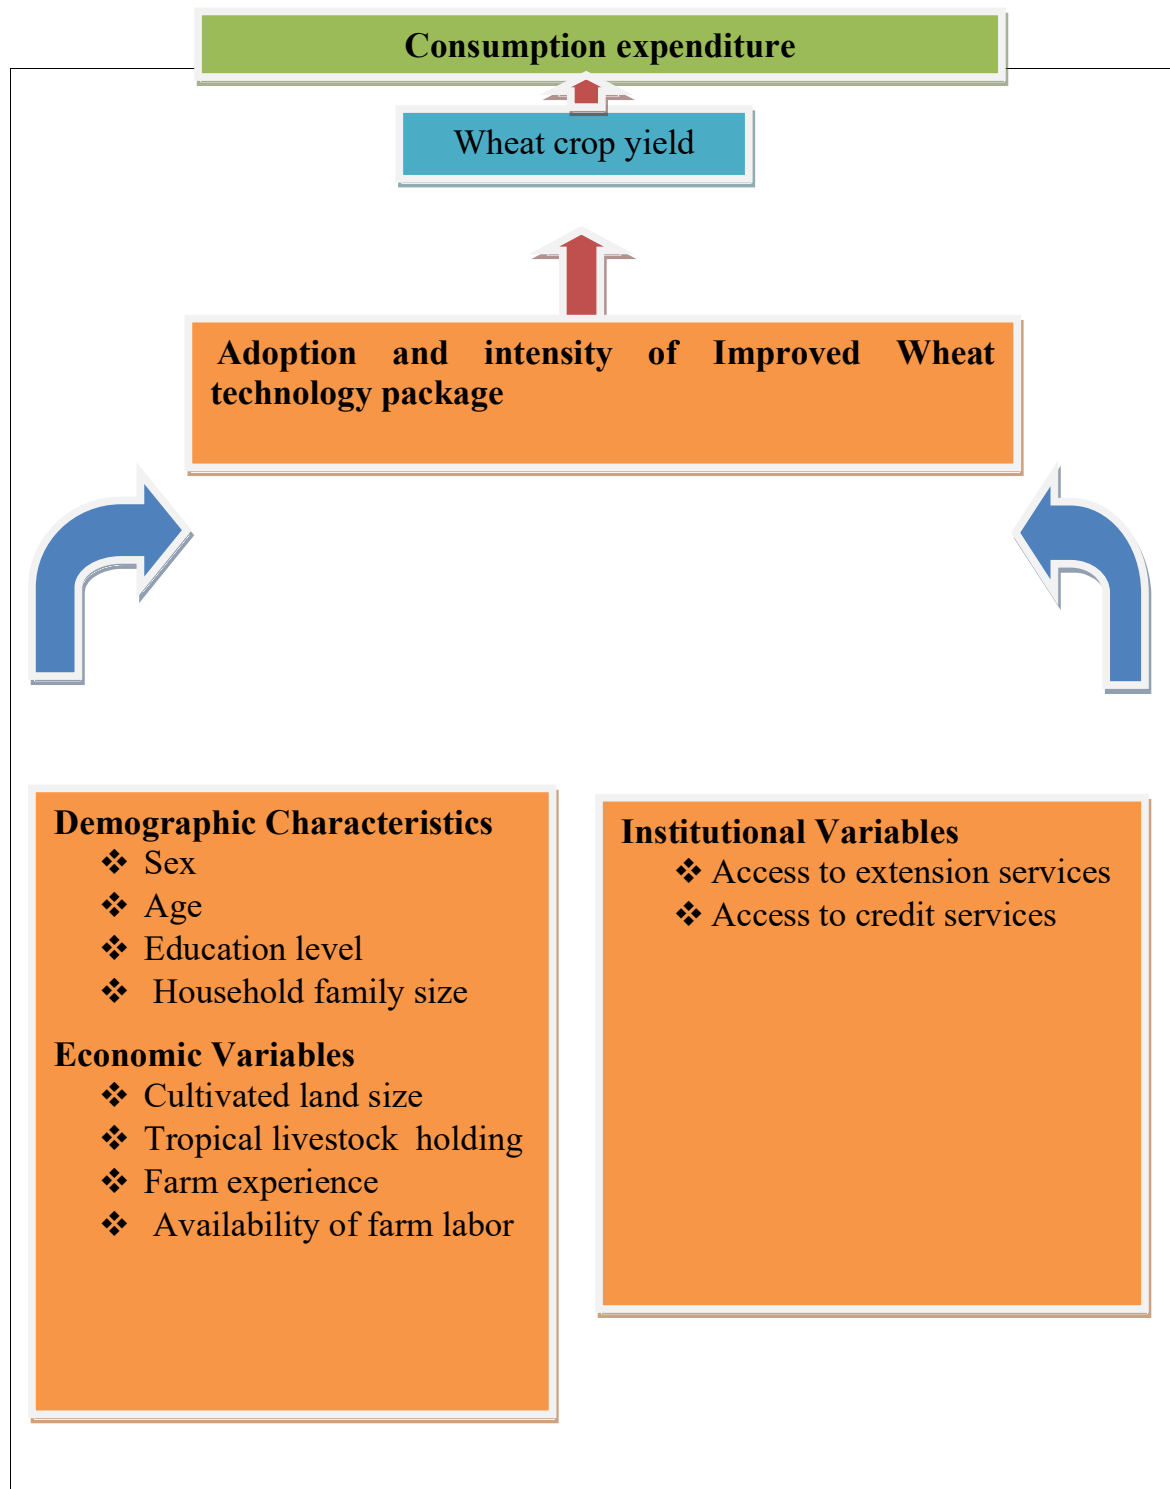 Consumption expenditure
Wheat crop yield
Adoption and intensity of Improved Wheat
technology package
Demographic Characteristics
❖ Sex
❖ Age
❖ Education level
❖ Household family size
Economic Variables
❖ Cultivated land size
❖ Tropical livestock holding
❖ Farm experience
❖ Availability of farm labor
Institutional Variables
❖ Access to extension services
❖ Access to credit services